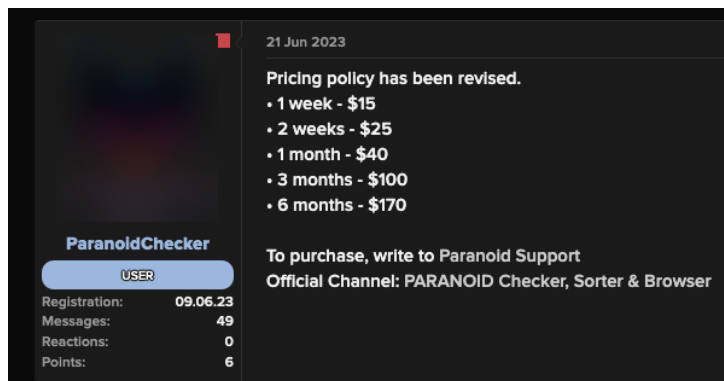 21 Jun 2023
Pricing policy has been revised.
• 1 week - $15
• 2 weeks - $25
• 1 month - $40
• 3 months - $100
• 6 months - $170
To purchase, write to Paranoid Support
Official Channel: PARANOID Checker, Sorter & Browser
ParanoidChecker
USER
Registration: 09.06.23
Messages: 49
Reactions: 0
Points: 6